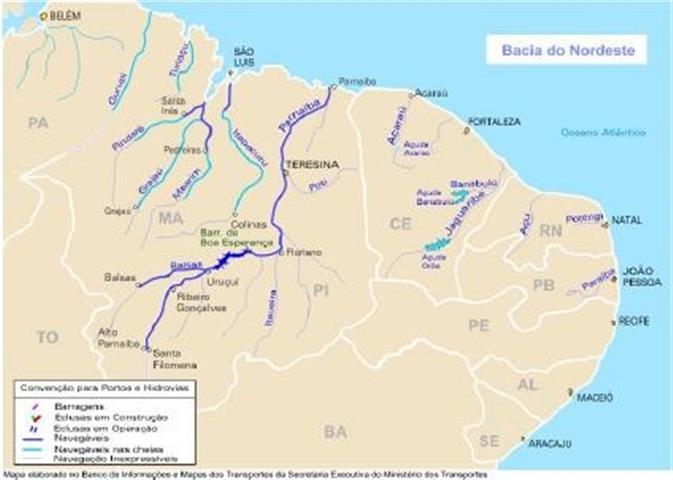 BELÉM
Bacia do Nordeste
SÃO
LUIS
Gurupi
Turiaçu
Parnaíba
Acaraú
Santa
Inês
Parnaíba
FORTALEZA
Oceano Atlântico
PA
Pindaré
Itapecuru
Acaraú
Pedreiras
Açude
Araras
TERESINA
Grajaú
Mearim
Poti
Banabuiú
Açude
Banabuiú
Jaguaribe
Grajaú
MA
Colinas
CE
Açu
Potengi
NATAL
RN
Barr. de
Boa Esperança
Floriano
Açude
Orós
Balsas
Balsas
Uruçuí
Paraíba
JOÃO
PESSOA
PB
PI
Ribeiro
Gonçalves
Itaueira
RECIFE
PE
TO
Alto
Parnaíba
Santa
Filomena
AL
MACEIÓ
BA
SE
ARACAJU
Convenção para Portos e Hidrovias
Barragens
Eclusas em Construção
Eclusas em Operação
Navegáveis
Navegáveis nas cheias
Navegação Inexpressíveis
Mapa elaborado no Banco de Informações e Mapas dos Transportes da Secretaria Executiva do Ministério dos Transportes